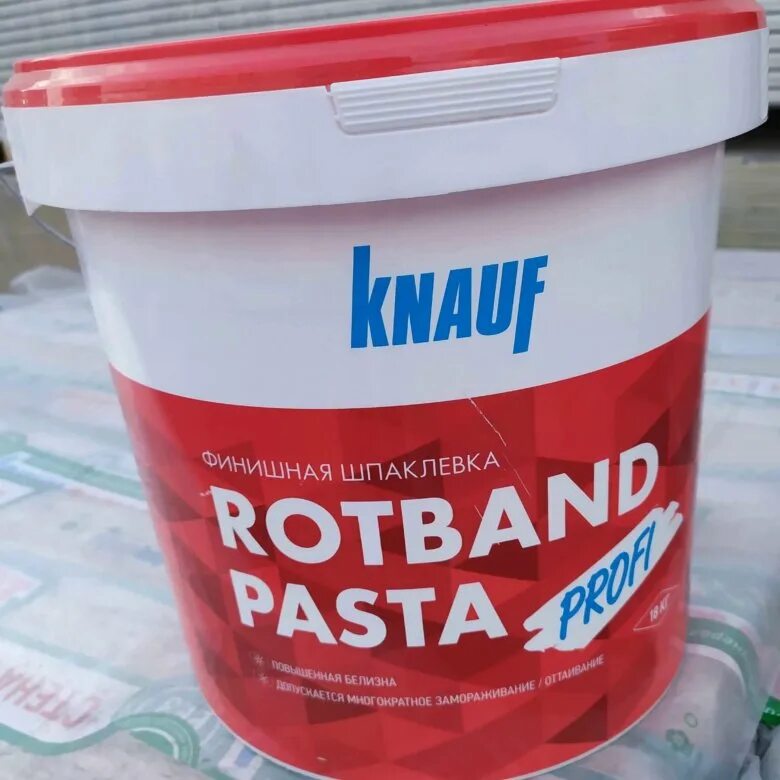 KNAUF
ФИНИШНАЯ ШПАКЛЕВКА
ROTBAND
PASTA PROFI
18 КГ
ПОВЫШЕННАЯ БЕЛИЗНА
ДОПУСКАЕТСЯ МНОГОКРАТНОЕ ЗАМОРАЖИВАНИЕ / ОТТАИВАНИЕ